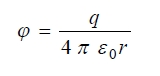 φ = q / 4 π ε₀r